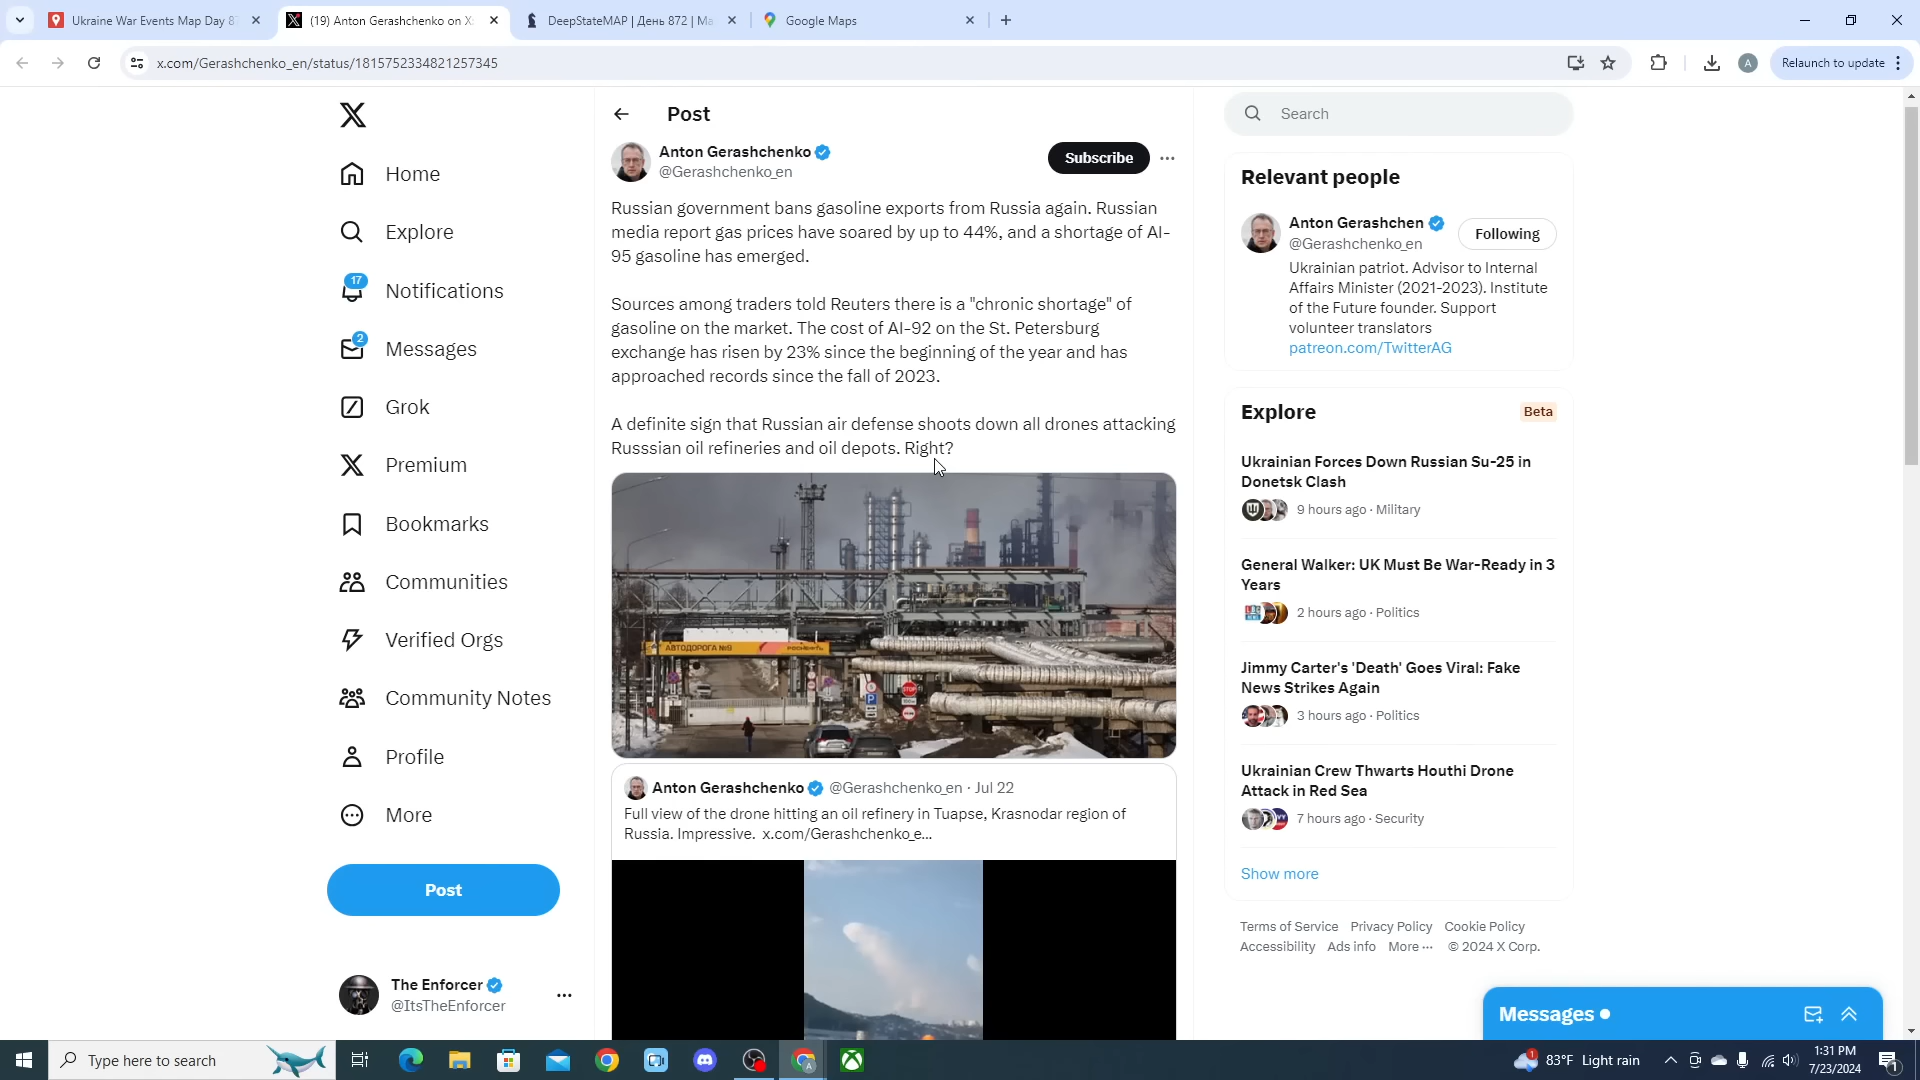 Ukraine War Events Map Day 8
(19) Anton Gerashchenko on X
DeepStateMAP | День 872 | Ma
Google Maps
x.com/Gerashchenko_en/status/1815752334821257345
A
Relaunch to update
Home
Explore
17
Notifications
2
Messages
Grok
Premium
Bookmarks
Communities
Verified Orgs
Community Notes
Profile
More
Post
The Enforcer
@ItsTheEnforcer
Post
Anton Gerashchenko
@Gerashchenko_en
Subscribe
Russian government bans gasoline exports from Russia again. Russian
media report gas prices have soared by up to 44%, and a shortage of AI-
95 gasoline has emerged.
Sources among traders told Reuters there is a "chronic shortage" of
gasoline on the market. The cost of AI-92 on the St. Petersburg
exchange has risen by 23% since the beginning of the year and has
approached records since the fall of 2023.
A definite sign that Russian air defense shoots down all drones attacking
Russsian oil refineries and oil depots. Right?
АВТОДОРОГА №9
РОСНЕФТЬ
STOP
P
Anton Gerashchenko @Gerashchenko_en · Jul 22
Full view of the drone hitting an oil refinery in Tuapse, Krasnodar region of
Russia. Impressive. x.com/Gerashchenko_e...
Search
Relevant people
Anton Gerashchen
@Gerashchenko_en
Following
Ukrainian patriot. Advisor to Internal
Affairs Minister (2021-2023). Institute
of the Future founder. Support
volunteer translators
patreon.com/TwitterAG
Explore
Beta
Ukrainian Forces Down Russian Su-25 in
Donetsk Clash
9 hours ago · Military
General Walker: UK Must Be War-Ready in 3
Years
2 hours ago · Politics
Jimmy Carter's 'Death' Goes Viral: Fake
News Strikes Again
3 hours ago · Politics
Ukrainian Crew Thwarts Houthi Drone
Attack in Red Sea
7 hours ago · Security
Show more
Terms of Service Privacy Policy Cookie Policy
Accessibility Ads info More ··· © 2024 X Corp.
Messages
Type here to search
83°F Light rain
1:31 PM
7/23/2024
1